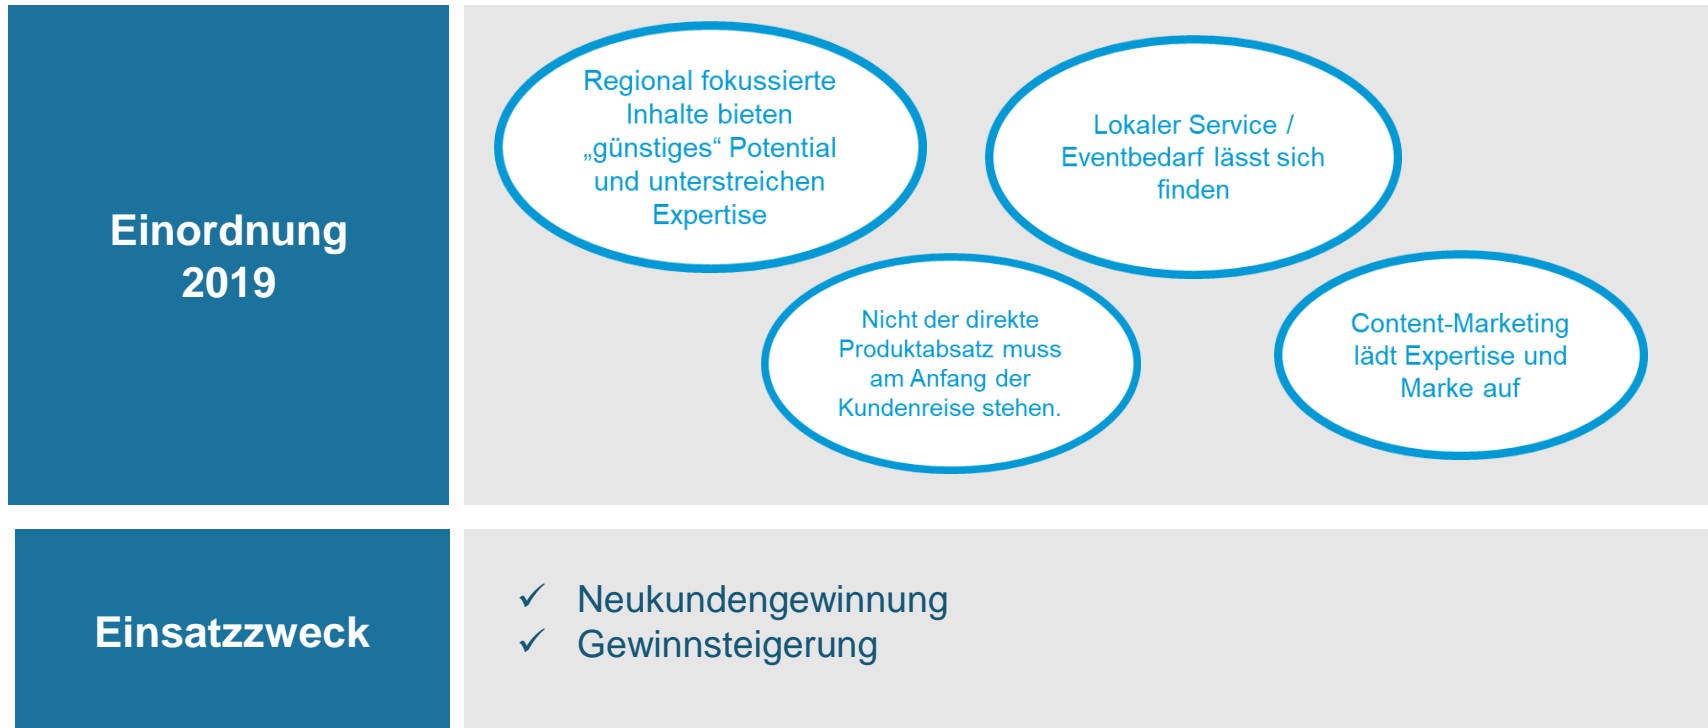 Einordnung
2019
Regional fokussierte
Inhalte bieten
„günstiges“ Potential
und unterstreichen
Expertise
Lokaler Service /
Eventbedarf lässt sich
finden
Nicht der direkte
Produktabsatz muss
am Anfang der
Kundenreise stehen.
Content-Marketing
lädt Expertise und
Marke auf
Einsatzzweck
✓ Neukundengewinnung
✓ Gewinnsteigerung